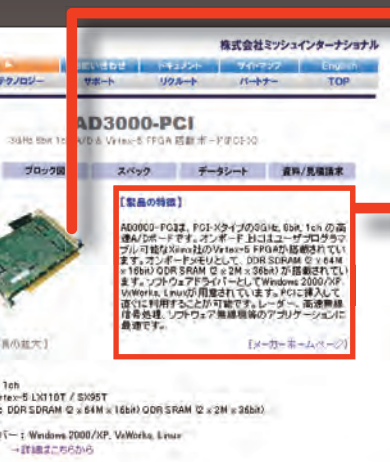 株式会社ミッシュインターナショナル
お問い合わせ ドキュメント サイトマップ English
テクノロジー サポート リクルート パートナー TOP
AD3000-PCI
3GHz 8bit 1ch A/D & Virtex-5 FPGA 搭載ボード(PCI-X)
ブロック図 スペック データシート 資料/見積請求
【製品の特徴】
AD3000-PCIは、PCI-Xタイプの3GHz, 8bit, 1ch の高
速A/Dボードです。オンボード上にはユーザプログラマ
ブル可能なXilinx社のVirtex-5 FPGAが搭載されてい
ます。オンボードメモリとして、DDR SDRAM (2 x 64M
x 16bit) QDR SRAM (2 x 2M x 36bit) が搭載されてい
ます。ソフトウェアドライバーとしてWindows 2000/XP,
VxWorks, Linuxが用意されています。PCIに挿入して
直ぐに利用することが可能です。レーダー、高速無線
信号処理、ソフトウェア無線機等のアプリケーションに
最適です。
真の拡大】
[メーカーホームページ]
1ch
rtex-5 LX110T / SX95T
: DDR SDRAM (2 x 64M x 16bit) QDR SRAM (2 x 2M x 36bit)
バー : Windows 2000/XP, VxWorks, Linux
→詳細はこちらから